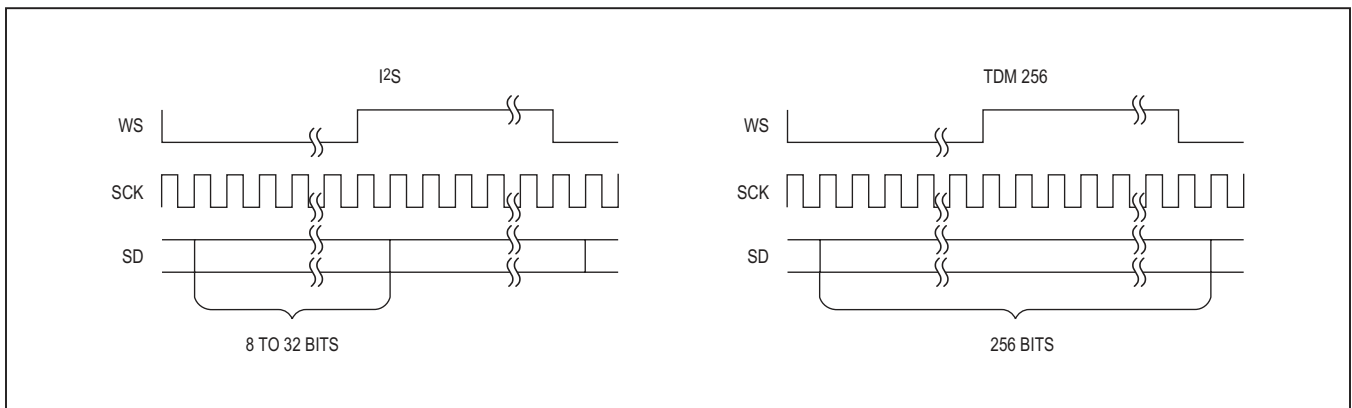 I2S
WS
SCK
SD
8 TO 32 BITS
TDM 256
WS
SCK
SD
256 BITS